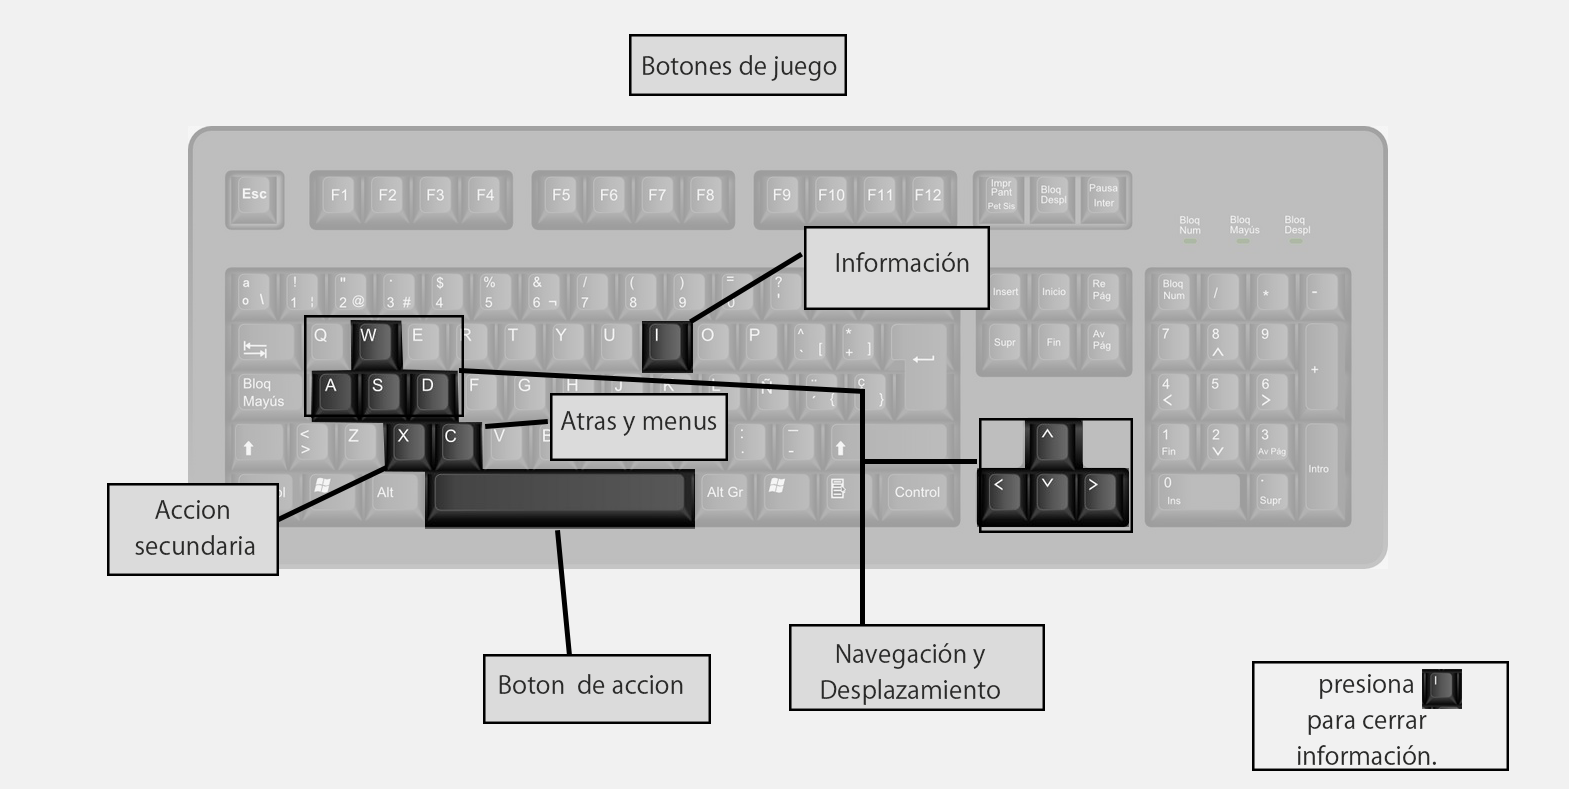 Botones de juego
Esc F1 F2 F3 F4 F5 F6 F7 F8 F9 F10 F11 F12
Impr
Pant
Pet Sis
Bloq
Despl
Pausa
Inter
Bloq
Num
Bloq
Mayús
Bloq
Despl
Información
a
º \
!
1 ¦
"
2 @
·
3 #
$
4
%
5
&
6 ¬
/
7
(
8
)
9
=
0
?
'
Insert Inicio
Re
Pág
Bloq
Num
/ * -
Q W E R T Y U I O P
^
` [
*
+ ]
Supr Fin
Av
Pág
7 8 9 +
Bloq
Mayús
A S D F G H J K L Ñ
¨
{
Ç
}
4 5 6
Atras y menus
<
>
Z X C V B
:
.
_
-
1
Fin
2
3
Av Pág
Intro
Alt
Alt Gr
Control
0
Ins
.
Supr
Accion
secundaria
Boton de accion
Navegación y
Desplazamiento
presiona I
para cerrar
información.